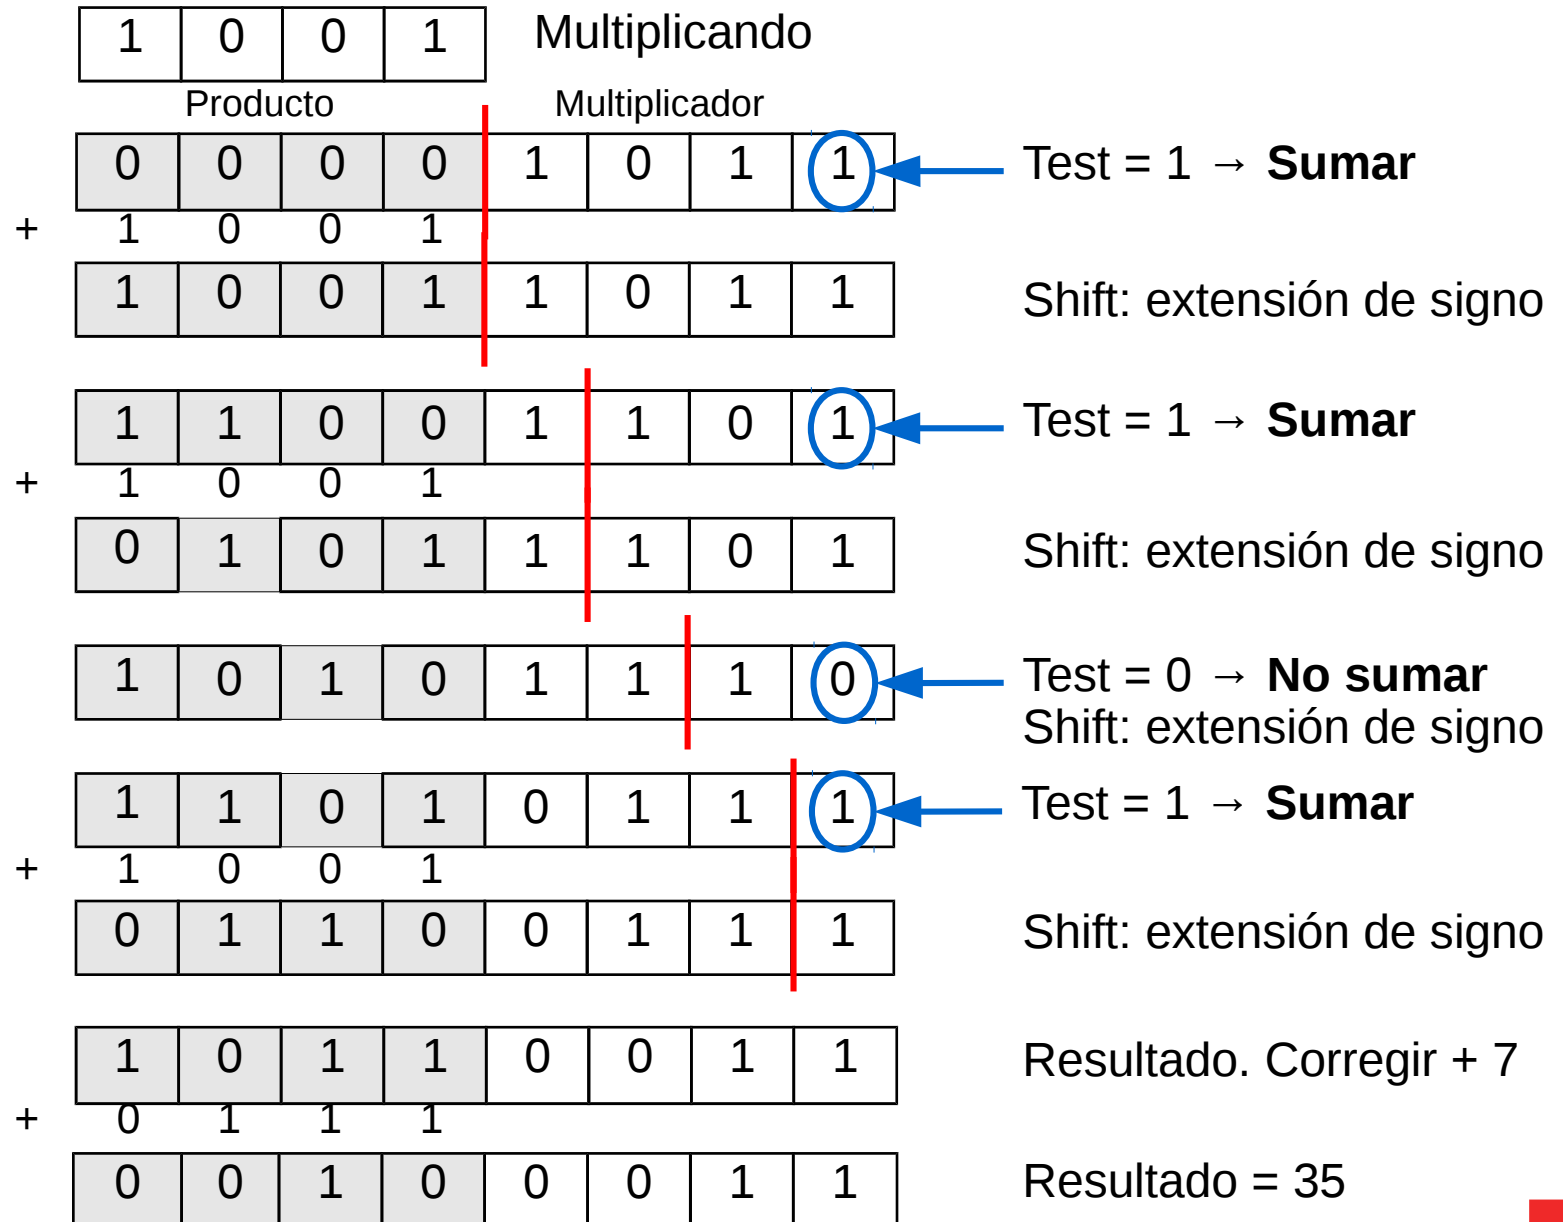 1 0 0 1 Multiplicando
Producto Multiplicador
0 0 0 0 1 0 1 1 Test = 1 → Sumar
+ 1 0 0 1
1 0 0 1 1 0 1 1 Shift: extensión de signo
1 1 0 0 1 1 0 1 Test = 1 → Sumar
+ 1 0 0 1
0 1 0 1 1 1 0 1 Shift: extensión de signo
1 0 1 0 1 1 1 0 Test = 0 → No sumar
Shift: extensión de signo
1 1 0 1 0 1 1 1 Test = 1 → Sumar
+ 1 0 0 1
0 1 1 0 0 1 1 1 Shift: extensión de signo
1 0 1 1 0 0 1 1 Resultado. Corregir + 7
+ 0 1 1 1
0 0 1 0 0 0 1 1 Resultado = 35